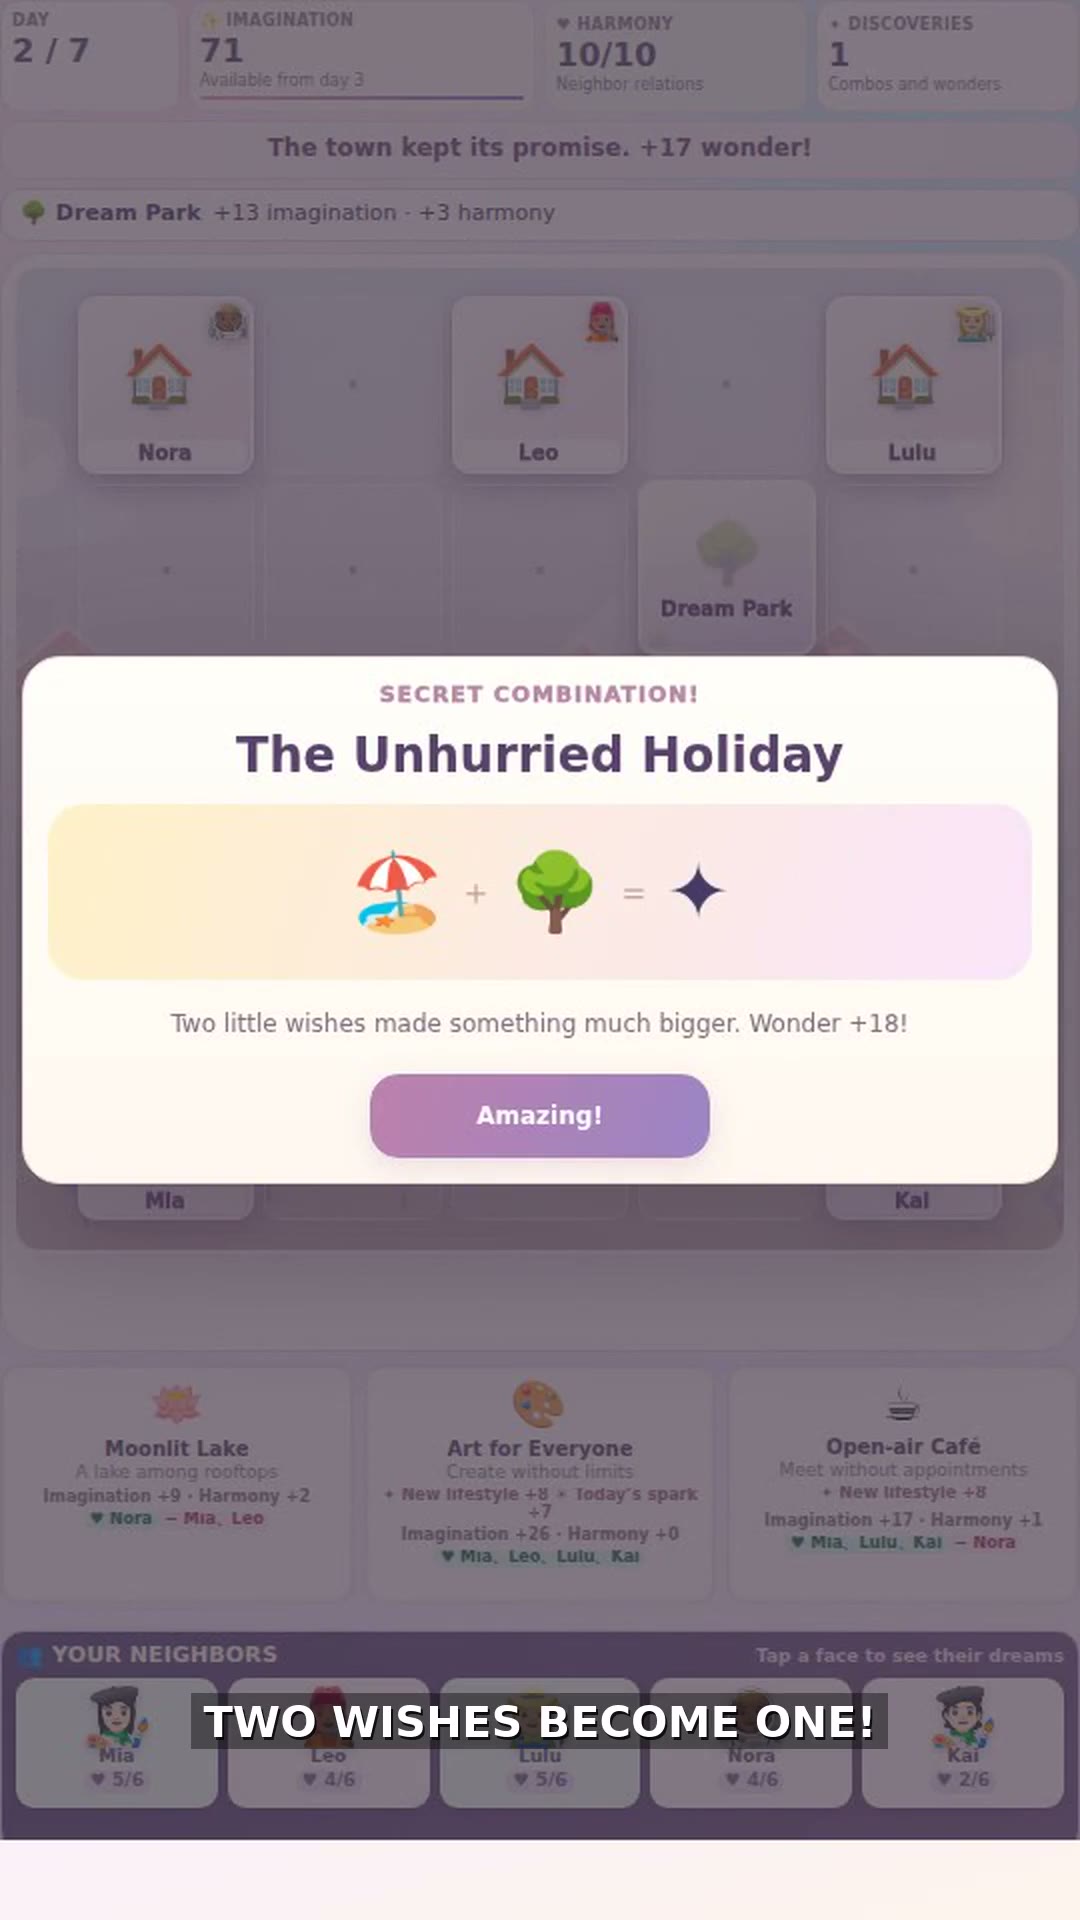 DAY
2 / 7
✨ IMAGINATION
71
Available from day 3
♥ HARMONY
10/10
Neighbor relations
✦ DISCOVERIES
1
Combos and wonders
The town kept its promise. +17 wonder!
Dream Park +13 imagination · +3 harmony
Nora
Leo
Lulu
Dream Park
SECRET COMBINATION!
The Unhurried Holiday
+ =
Two little wishes made something much bigger. Wonder +18!
Amazing!
Mia
Kai
Moonlit Lake
A lake among rooftops
Imagination +9 · Harmony +2
♥ Nora − Mia, Leo
Art for Everyone
Create without limits
✦ New lifestyle +8 ☀ Today's spark
+7
Imagination +26 · Harmony +0
♥ Mia, Leo, Lulu, Kai
Open-air Café
Meet without appointments
✦ New lifestyle +8
Imagination +17 · Harmony +1
♥ Mia, Lulu, Kai − Nora
YOUR NEIGHBORS
Tap a face to see their dreams
TWO WISHES BECOME ONE!
Mia
♥ 5/6
Leo
♥ 4/6
Lulu
♥ 5/6
Nora
♥ 4/6
Kai
♥ 2/6